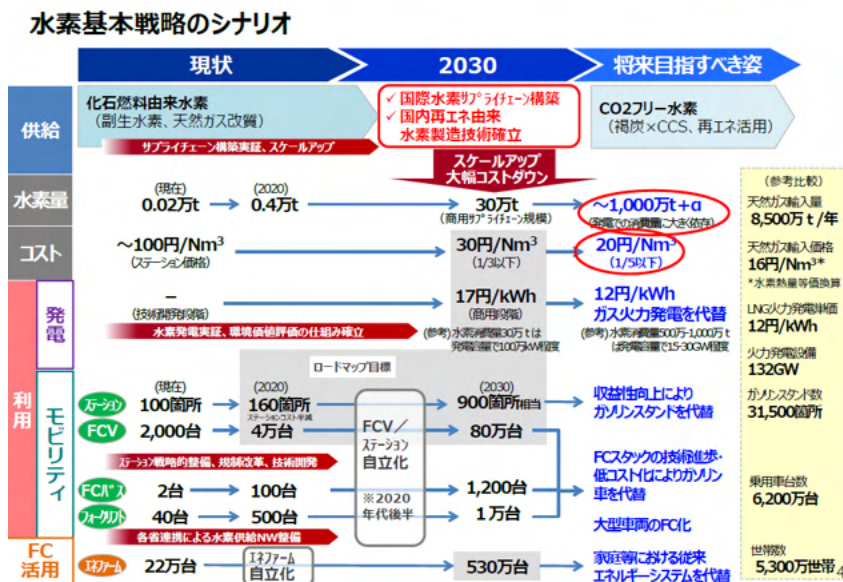 水素基本戦略のシナリオ
現状
2030
将来目指すべき姿
供給
化石燃料由来水素
(副生水素、天然ガス改質)
✓ 国際水素サプライチェーン構築
✓ 国内再エネ由来
水素製造技術確立
CO2フリー水素
(褐炭×CCS、再エネ活用)
サプライチェーン構築実証、スケールアップ
スケールアップ
大幅コストダウン
水素量
(現在)
0.02万t
(2020)
0.4万t
30万t
(商用サプライチェーン規模)
~1,000万t+α
(発電での消費量に大きく依存)
コスト
~100円/Nm³
(ステーション価格)
30円/Nm³
(1/3以下)
20円/Nm³
(1/5以下)
利用
発電
–
(技術開発段階)
17円/kWh
(商用段階)
12円/kWh
ガス火力発電を代替
水素発電実証、環境価値評価の仕組み確立
(参考) 水素消費量30万tは
発電容量で100万kW程度
(参考) 水素消費量500万-1,000万t
は発電容量で15-30GW程度
ロードマップ目標
モビリティ
(現在)
(2020)
(2030)
ステーション
100箇所
160箇所
ステーションコスト半減
900箇所相当
収益性向上により
ガソリンスタンドを代替
FCV
2,000台
4万台
80万台
FCV/
ステーション
自立化
※2020
年代後半
ステーション戦略的整備、規制改革、技術開発
FCスタックの技術進歩・
低コスト化によりガソリン
車を代替
FCバス
2台
100台
1,200台
フォークリフト
40台
500台
1万台
大型車両のFC化
各省連携による水素供給NW整備
FC
活用
エネファーム
22万台
エネファーム
自立化
530万台
家庭等における従来
エネルギーシステムを代替
(参考比較)
天然ガス輸入量
8,500万t/年
天然ガス輸入価格
16円/Nm³*
*水素熱量等価換算
LNG火力発電単価
12円/kWh
火力発電設備
132GW
ガソリンスタンド数
31,500箇所
乗用車台数
6,200万台
世帯数
5,300万世帯
4